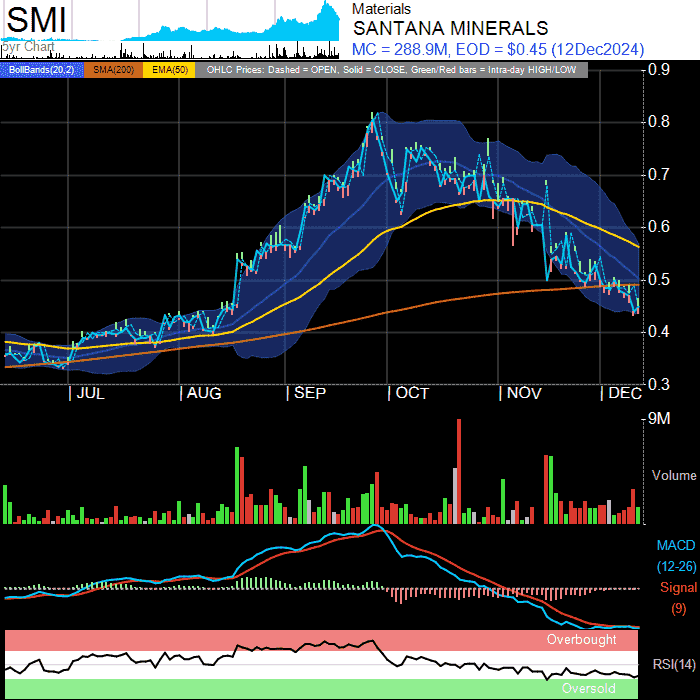 SMI
5yr Chart
Materials
SANTANA MINERALS
MC = 288.9M, EOD = $0.45 (12Dec2024)
BollBands(20,2) SMA(200) EMA(50) OHLC Prices: Dashed = OPEN, Solid = CLOSE, Green/Red bars = Intra-day HIGH/LOW
0.9
0.8
0.7
0.6
0.5
0.4
0.3
| JUL | AUG | SEP | OCT | NOV | DEC
9M
Volume
MACD
(12-26)
Signal
(9)
Overbought
RSI(14)
Oversold